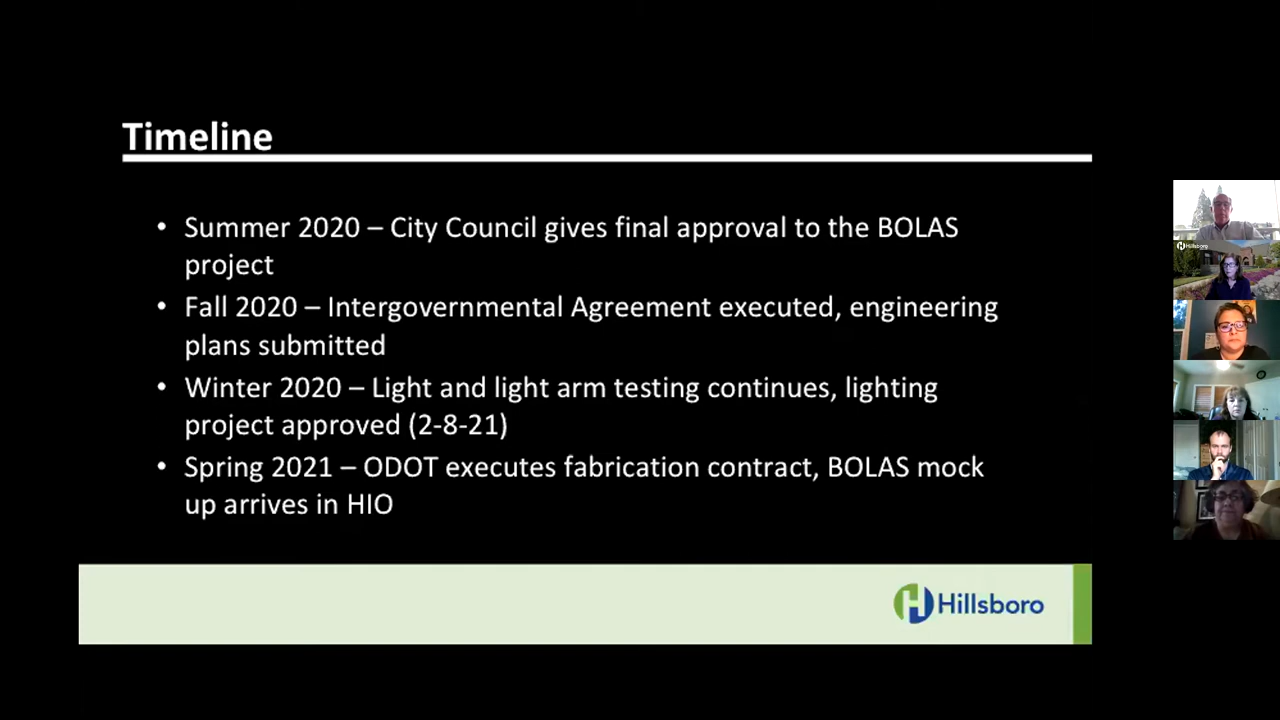 Timeline
• Summer 2020 – City Council gives final approval to the BOLAS
project
• Fall 2020 – Intergovernmental Agreement executed, engineering
plans submitted
• Winter 2020 – Light and light arm testing continues, lighting
project approved (2-8-21)
• Spring 2021 – ODOT executes fabrication contract, BOLAS mock
up arrives in HIO
Hillsboro
Hillsboro